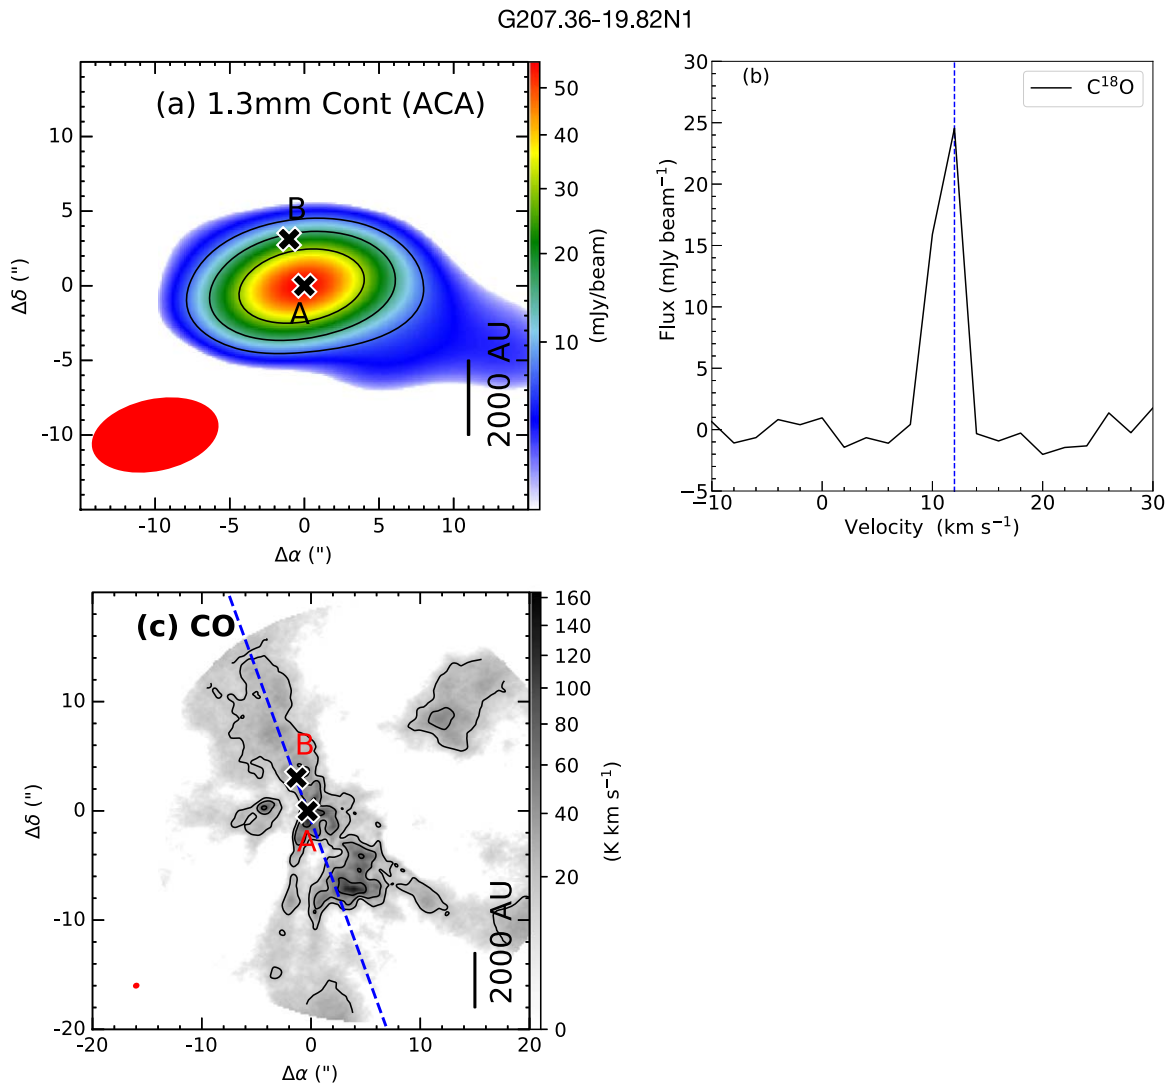 G207.36-19.82N1
(a) 1.3mm Cont (ACA)
B
A
2000 AU
10
5
0
-5
-10
-10
-5
0
5
10
Δδ (")
Δα (")
50
40
30
20
10
(mJy/beam)
(b)
C¹⁸O
30
25
20
15
10
5
0
−5
−10
0
10
20
30
Flux (mJy beam⁻¹)
Velocity (km s⁻¹)
(c) CO
B
A
2000 AU
10
0
-10
-20
-20
-10
0
10
20
Δδ (")
Δα (")
160
140
120
100
80
60
40
20
0
(K km s⁻¹)